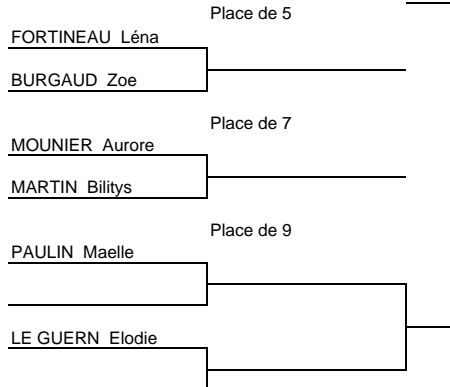 Place de 5
FORTINEAU Léna
BURGAUD Zoe
Place de 7
MOUNIER Aurore
MARTIN Bilitys
Place de 9
PAULIN Maelle
LE GUERN Elodie